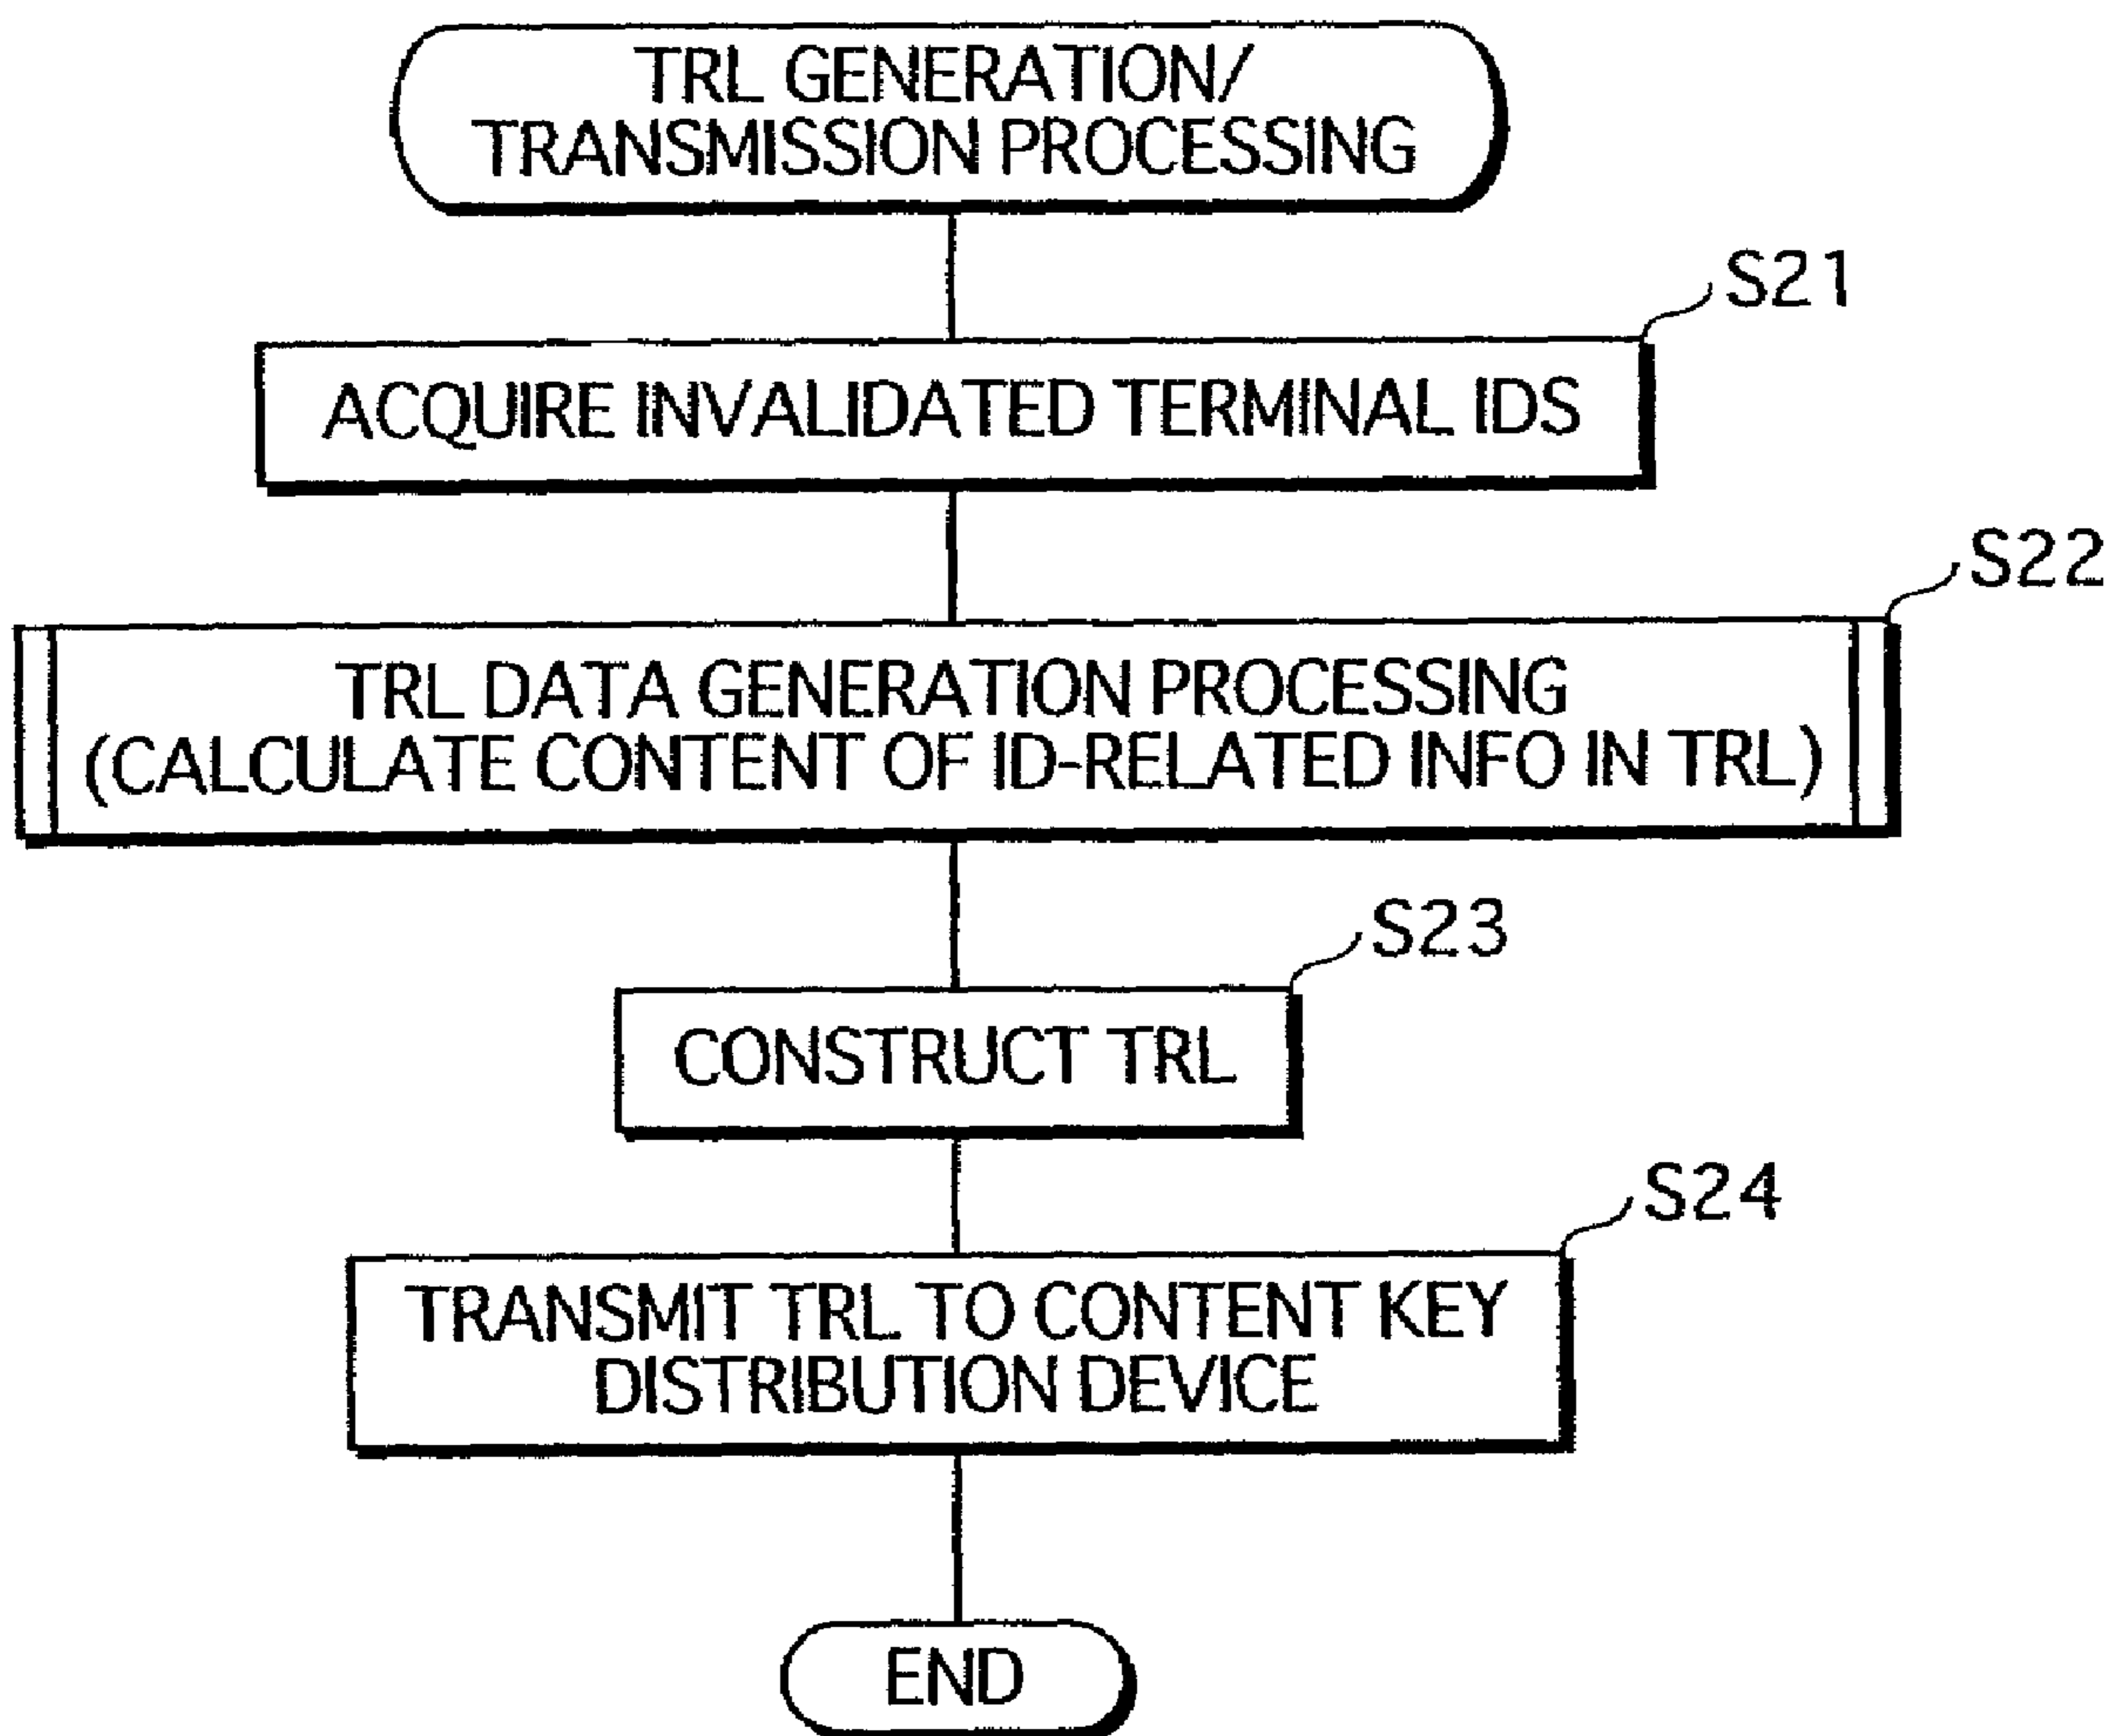 TRL GENERATION/
TRANSMISSION PROCESSING
S21
ACQUIRE INVALIDATED TERMINAL IDS
S22
TRL DATA GENERATION PROCESSING
(CALCULATE CONTENT OF ID-RELATED INFO IN TRL)
S23
CONSTRUCT TRL
S24
TRANSMIT TRL TO CONTENT KEY
DISTRIBUTION DEVICE
END